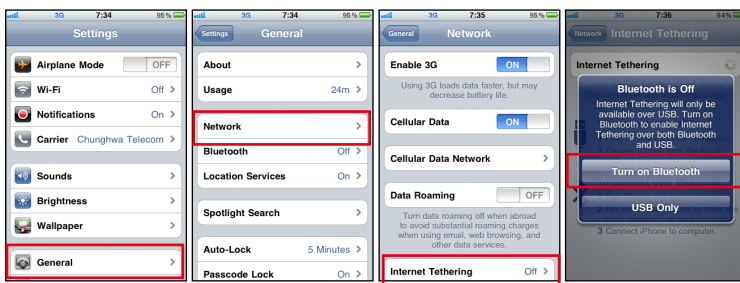 3G 7:34 95%
Settings
Airplane Mode OFF
Wi-Fi Off
Notifications On
Carrier Chunghwa Telecom
Sounds
Brightness
Wallpaper
General
3G 7:34 95%
Settings General
About
Usage 24m
Network
Bluetooth Off
Location Services On
Spotlight Search
Auto-Lock 5 Minutes
Passcode Lock On
3G 7:35 95%
General Network
Enable 3G ON
Using 3G loads data faster, but may
decrease battery life.
Cellular Data ON
Cellular Data Network
Data Roaming OFF
Turn data roaming off when abroad
to avoid substantial roaming charges
when using email, web browsing, and
other data services.
Internet Tethering Off
3G 7:36 94%
Network Internet Tethering
Internet Tethering
Bluetooth is Off
Internet Tethering will only be
available over USB. Turn on
Bluetooth to enable Internet
Tethering over both Bluetooth
and USB.
Turn on Bluetooth
USB Only
3 Connect iPhone to computer.